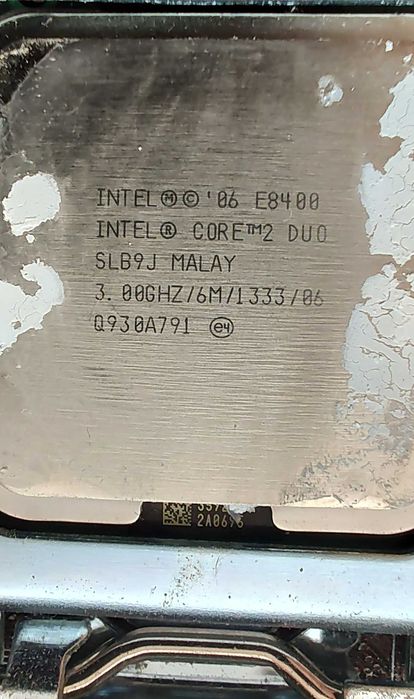 INTEL Ⓜ © '06 E8400
INTEL® CORE™2 DUO
SLB9J MALAY
3.00GHZ/6M/1333/06
Q930A791 ⓔ4